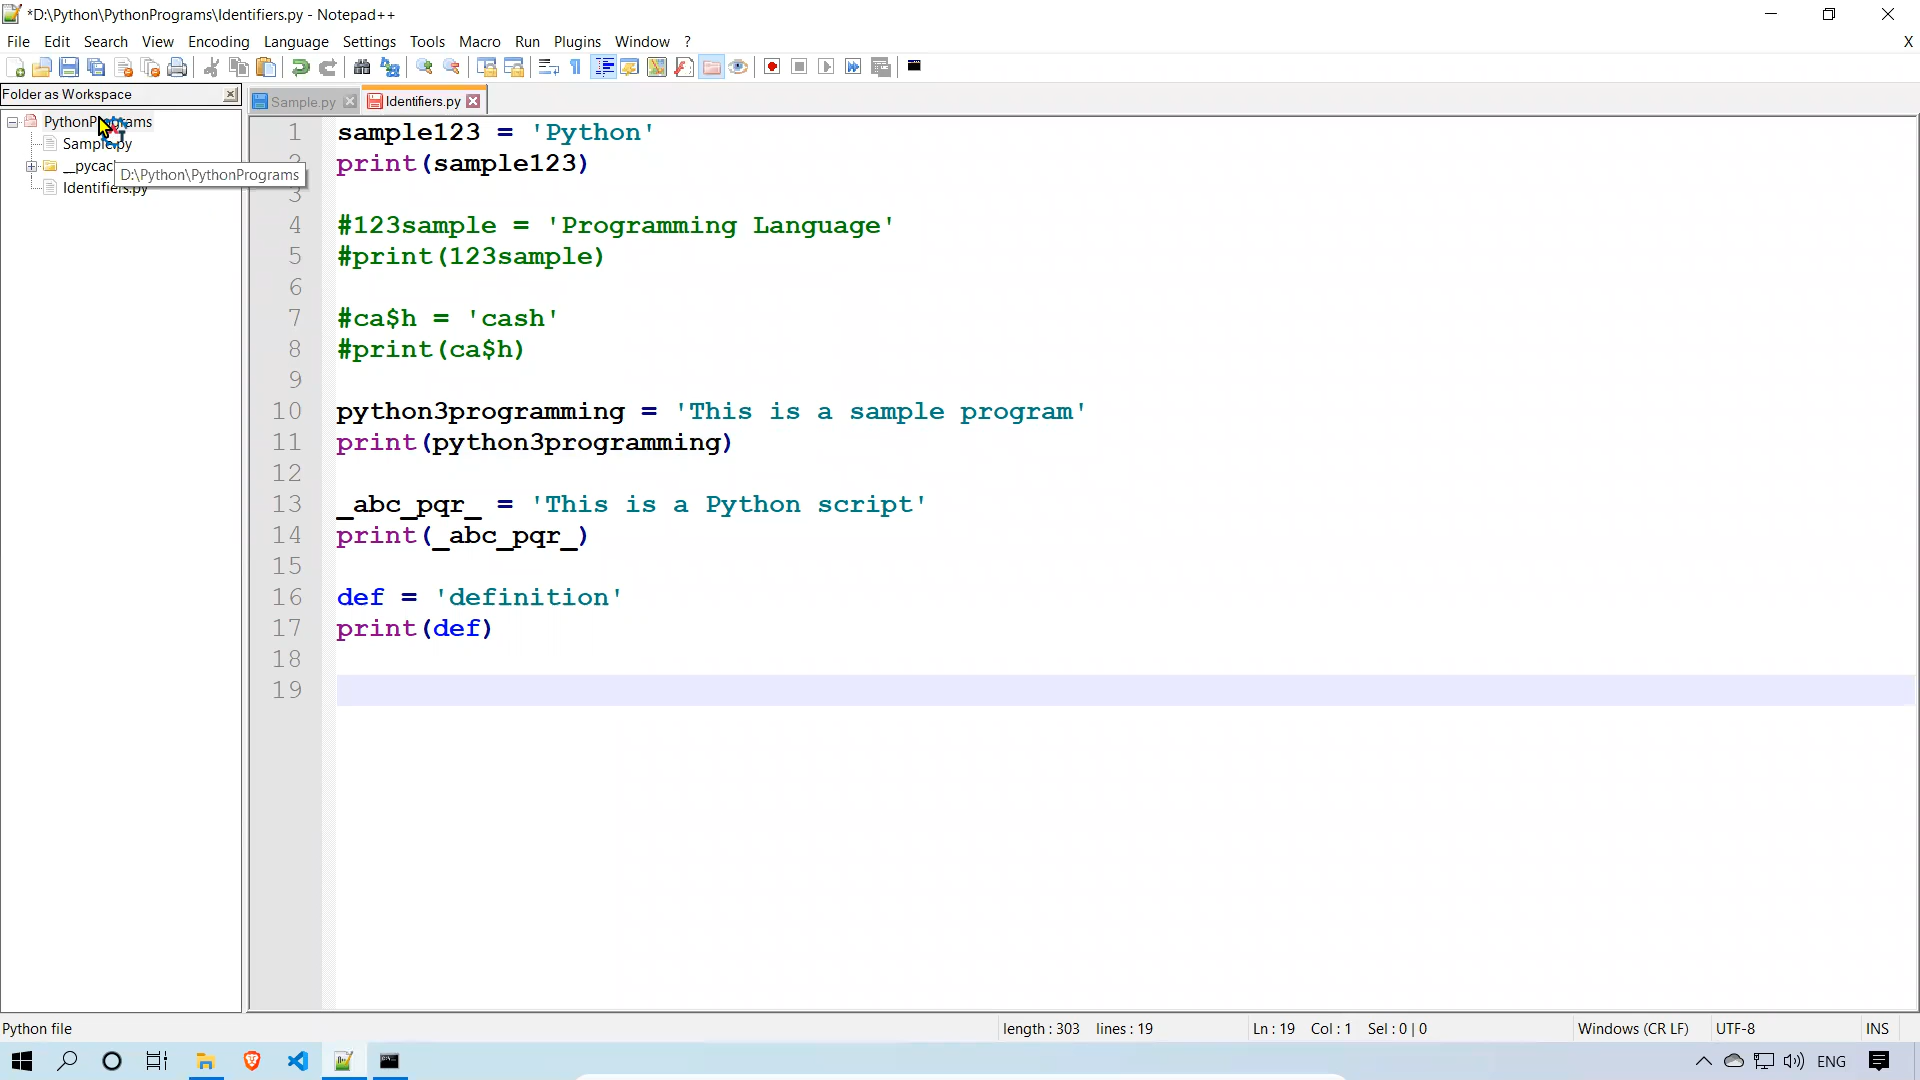 *D:\Python\PythonPrograms\Identifiers.py - Notepad++
File Edit Search View Encoding Language Settings Tools Macro Run Plugins Window ? X
Folder as Workspace
Sample.py Identifiers.py
Sample.py
D:\Python\PythonPrograms
Identifiers.py
1 sample123 = 'Python'
2 print(sample123)
3
4 #123sample = 'Programming Language'
5 #print(123sample)
6
7 #ca$h = 'cash'
8 #print(ca$h)
9
10 python3programming = 'This is a sample program'
11 print(python3programming)
12
13 _abc_pqr_ = 'This is a Python script'
14 print(_abc_pqr_)
15
16 def = 'definition'
17 print(def)
18
19
Python file length : 303 lines : 19 Ln : 19 Col : 1 Sel : 0 | 0 Windows (CR LF) UTF-8 INS
ENG